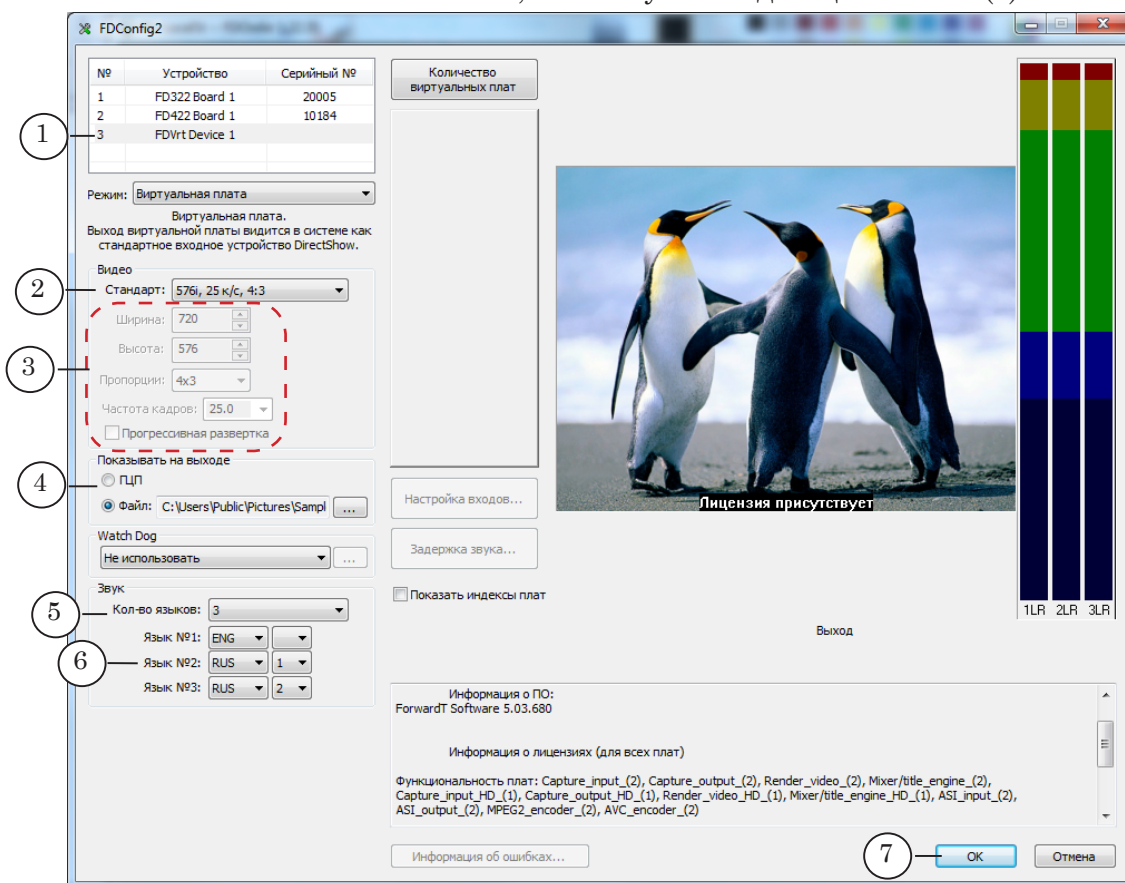 FDConfig2
№ Устройство Серийный №
1 FD322 Board 1 20005
2 FD422 Board 1 10184
3 FDVrt Device 1
1
Режим: Виртуальная плата
Виртуальная плата.
Выход виртуальной платы видится в системе как
стандартное входное устройство DirectShow.
Видео
2
Стандарт: 576i, 25 к/с, 4:3
Ширина: 720
Высота: 576
3
Пропорции: 4x3
Частота кадров: 25.0
Прогрессивная развертка
Показывать на выходе
4
ГЦП
Файл: C:\Users\Public\Pictures\Sampl ...
Watch Dog
Не использовать ...
Звук
5
Кол-во языков: 3
Язык №1: ENG
6
Язык №2: RUS 1
Язык №3: RUS 2
Количество
виртуальных плат
Настройка входов...
Задержка звука...
Показать индексы плат
Лицензия присутствует
1LR 2LR 3LR
Выход
Информация о ПО:
ForwardT Software 5.03.680
Информация о лицензиях (для всех плат)
Функциональность плат: Capture_input_(2), Capture_output_(2), Render_video_(2), Mixer/title_engine_(2),
Capture_input_HD_(1), Capture_output_HD_(1), Render_video_HD_(1), Mixer/title_engine_HD_(1), ASI_input_(2),
ASI_output_(2), MPEG2_encoder_(2), AVC_encoder_(2)
Информация об ошибках...
7
OK
Отмена